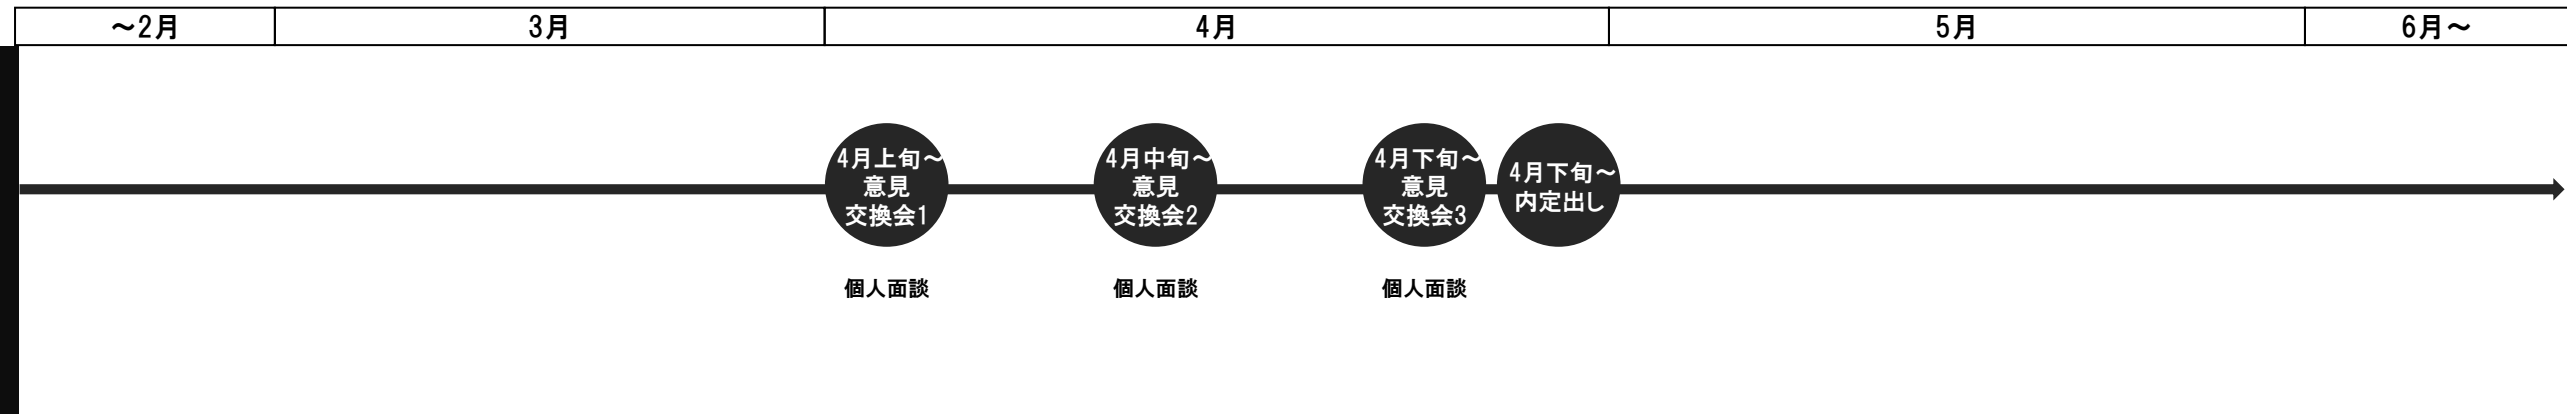 ～2月
3月
4月
5月
6月～
4月上旬～
意見
交換会1
4月中旬～
意見
交換会2
4月下旬～
意見
交換会3
4月下旬～
内定出し
個人面談
個人面談
個人面談